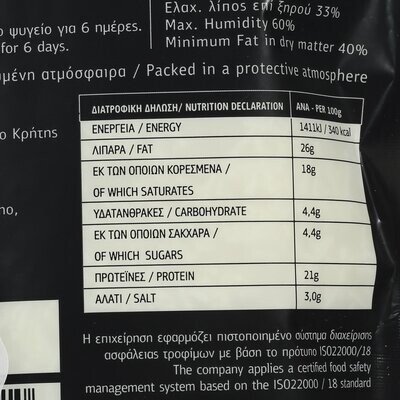 Ελαχ. λίπος επί ξηρού 33%
ψυγείο για 6 ημέρες.
Max. Humidity 60%
for 6 days.
Minimum Fat in dry matter 40%
ατμόσφαιρα / Packed in a protective atmosphere
ΔΙΑΤΡΟΦΙΚΗ ΔΗΛΩΣΗ/ NUTRITION DECLARATION ANA - PER 100g
ΕΝΕΡΓΕΙΑ / ENERGY 1411kJ / 340 kcal
ΛΙΠΑΡΑ / FAT 26g
ΕΚ ΤΩΝ ΟΠΟΙΩΝ ΚΟΡΕΣΜΕΝΑ / 18g
OF WHICH SATURATES
ΥΔΑΤΑΝΘΡΑΚΕΣ / CARBOHYDRATE 4,4g
ΕΚ ΤΩΝ ΟΠΟΙΩΝ ΣΑΚΧΑΡΑ / 4,4g
OF WHICH SUGARS
ΠΡΩΤΕΪΝΕΣ / PROTEIN 21g
ΑΛΑΤΙ / SALT 3,0g
Κρήτης
Η επιχείρηση εφαρμόζει πιστοποιημένο σύστημα διαχείρισης
ασφάλειας τροφίμων με βάση το πρότυπο ISO22000/18
The company applies a certified food safety
management system based on the ISO22000 / 18 standard